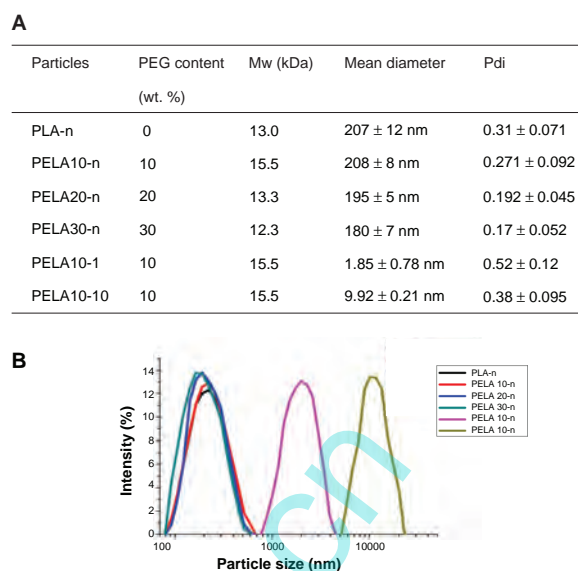 A
Particles PEG content Mw (kDa) Mean diameter Pdi
(wt. %)
PLA-n 0 13.0 207 ± 12 nm 0.31 ± 0.071
PELA10-n 10 15.5 208 ± 8 nm 0.271 ± 0.092
PELA20-n 20 13.3 195 ± 5 nm 0.192 ± 0.045
PELA30-n 30 12.3 180 ± 7 nm 0.17 ± 0.052
PELA10-1 10 15.5 1.85 ± 0.78 nm 0.52 ± 0.12
PELA10-10 10 15.5 9.92 ± 0.21 nm 0.38 ± 0.095
B
Intensity (%)
14
12
10
8
6
4
2
0
100 1000 10000
Particle size (nm)
PLA-n
PELA 10-n
PELA 20-n
PELA 30-n
PELA 10-n
PELA 10-n
cn